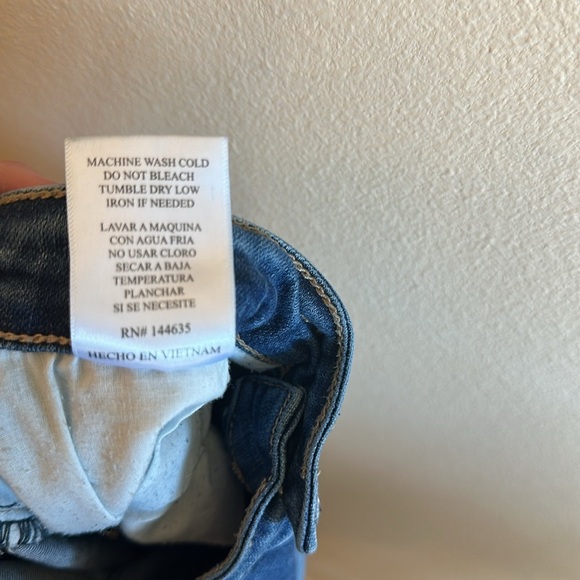 MACHINE WASH COLD
DO NOT BLEACH
TUMBLE DRY LOW
IRON IF NEEDED
LAVAR A MAQUINA
CON AGUA FRIA
NO USAR CLORO
SECAR A BAJA
TEMPERATURA
PLANCHAR
SI SE NECESITE
RN# 144635
HECHO EN VIETNAM